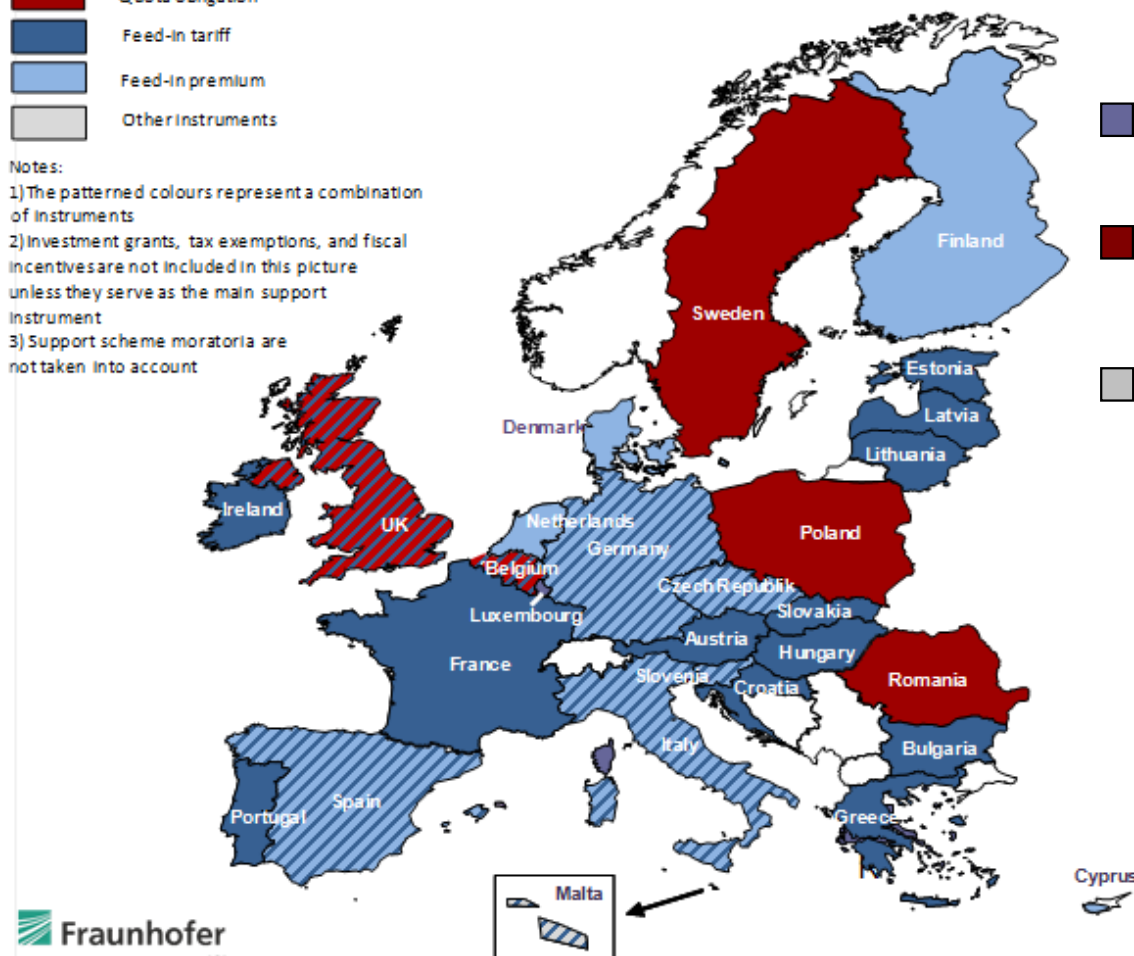 Quota obligation
Feed-in tariff
Feed-in premium
Other instruments
Notes:
1) The patterned colours represent a combination
of instruments
2) Investment grants, tax exemptions, and fiscal
incentives are not included in this picture
unless they serve as the main support
instrument
3) Support scheme moratoria are
not taken into account
Finland
Sweden
Estonia
Denmark
Latvia
Lithuania
Ireland
UK
Netherlands
Germany
Poland
Belgium
Czech Republik
Luxembourg
Slovakia
Austria
Hungary
France
Slovenia
Croatia
Romania
Italy
Bulgaria
Spain
Portugal
Greece
Cyprus
Malta
Fraunhofer